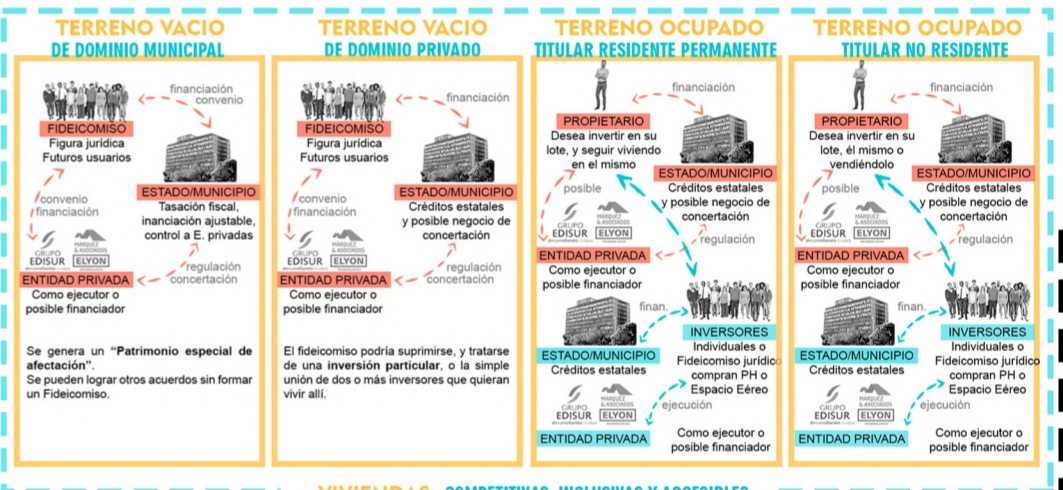 TERRENO VACIO
DE DOMINIO MUNICIPAL
financiación
convenio
FIDEICOMISO
Figura jurídica
Futuros usuarios
ESTADO/MUNICIPIO
Tasación fiscal,
inanciación ajustable,
control a E. privadas
convenio
financiación
GRUPO
EDISUR
MÁRQUEZ
& ASOCIADOS
ELYON
regulación
concertación
ENTIDAD PRIVADA
Como ejecutor o
posible financiador
Se genera un “Patrimonio especial de
afectación”.
Se pueden lograr otros acuerdos sin formar
un Fideicomiso.
TERRENO VACIO
DE DOMINIO PRIVADO
financiación
FIDEICOMISO
Figura jurídica
Futuros usuarios
ESTADO/MUNICIPIO
Créditos estatales
y posible negocio de
concertación
convenio
financiación
GRUPO
EDISUR
MÁRQUEZ
& ASOCIADOS
ELYON
regulación
concertación
ENTIDAD PRIVADA
Como ejecutor o
posible financiador
El fideicomiso podría suprimirse, y tratarse
de una inversión particular, o la simple
unión de dos o más inversores que quieran
vivir allí.
TERRENO OCUPADO
TITULAR RESIDENTE PERMANENTE
financiación
PROPIETARIO
Desea invertir en su
lote, y seguir viviendo
en el mismo
ESTADO/MUNICIPIO
Créditos estatales
y posible negocio de
concertación
posible
GRUPO
EDISUR
MÁRQUEZ
& ASOCIADOS
ELYON
regulación
ENTIDAD PRIVADA
Como ejecutor o
posible financiador
finan.
INVERSORES
Individuales o
Fideicomiso jurídico
compran PH o
Espacio Eéreo
ESTADO/MUNICIPIO
Créditos estatales
GRUPO
EDISUR
MÁRQUEZ
& ASOCIADOS
ELYON
ejecución
ENTIDAD PRIVADA
Como ejecutor o
posible financiador
TERRENO OCUPADO
TITULAR NO RESIDENTE
financiación
PROPIETARIO
Desea invertir en su
lote, él mismo o
vendiéndolo
ESTADO/MUNICIPIO
Créditos estatales
y posible negocio de
concertación
posible
GRUPO
EDISUR
MÁRQUEZ
& ASOCIADOS
ELYON
regulación
ENTIDAD PRIVADA
Como ejecutor o
posible financiador
finan.
INVERSORES
Individuales o
Fideicomiso jurídico
compran PH o
Espacio Eéreo
ESTADO/MUNICIPIO
Créditos estatales
GRUPO
EDISUR
MÁRQUEZ
& ASOCIADOS
ELYON
ejecución
ENTIDAD PRIVADA
Como ejecutor o
posible financiador
VIVIENDAS COMPETITIVAS, INCLUSIVAS Y ACCESIBLES